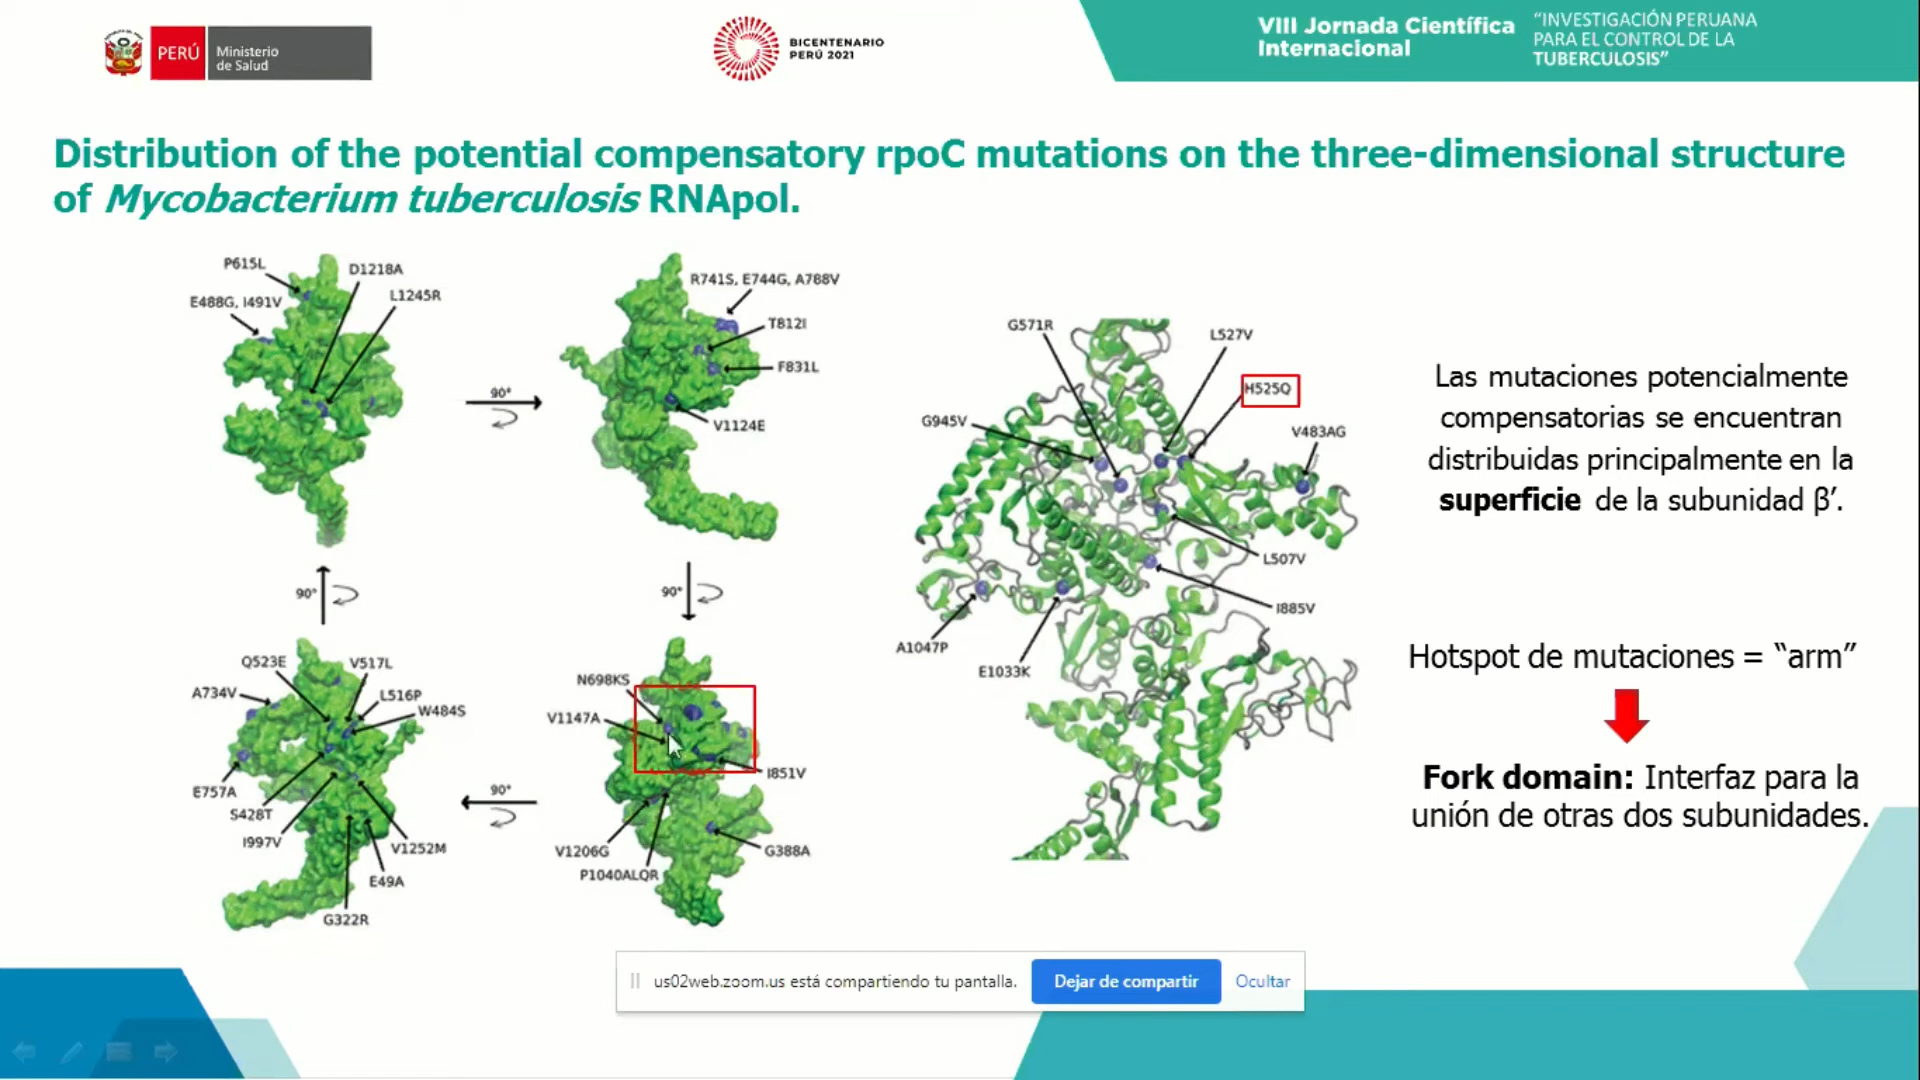 PERÚ
Ministerio
de Salud
BICENTENARIO
PERÚ 2021
VIII Jornada Científica
Internacional
“INVESTIGACIÓN PERUANA
PARA EL CONTROL DE LA
TUBERCULOSIS”
Distribution of the potential compensatory rpoC mutations on the three-dimensional structure
of Mycobacterium tuberculosis RNApol.
P615L
D1218A
E488G, I491V
L1245R
90°
R741S, E744G, A788V
T812I
F831L
V1124E
90°
90°
Q523E
V517L
A734V
L516P
W484S
E757A
S428T
I997V
V1252M
E49A
G322R
90°
N698KS
V1147A
I851V
V1206G
G388A
P1040ALQR
G571R
L527V
H525Q
G945V
V483AG
L507V
I885V
A1047P
E1033K
Las mutaciones potencialmente
compensatorias se encuentran
distribuidas principalmente en la
superficie de la subunidad β’.
Hotspot de mutaciones = “arm”
Fork domain: Interfaz para la
unión de otras dos subunidades.
us02web.zoom.us está compartiendo tu pantalla.
Dejar de compartir
Ocultar